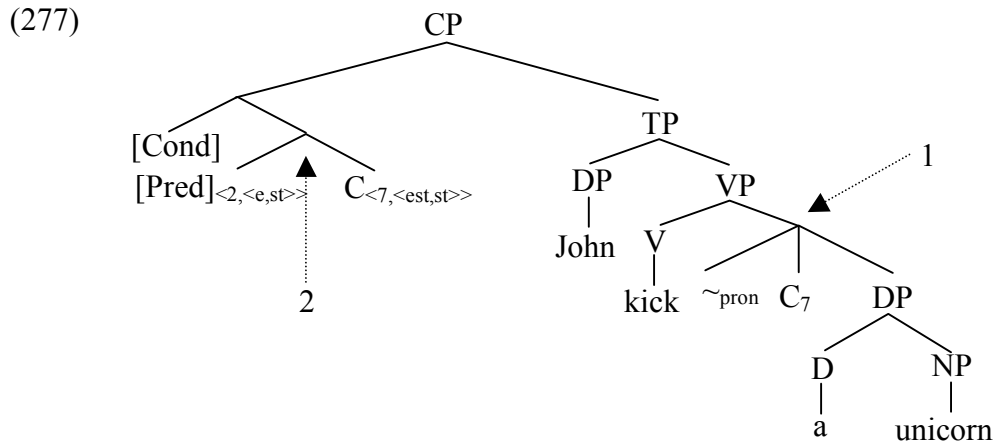 (277)
CP
[Cond]
TP
[Pred]<2,<e,st>> C<7,<est,st>>
DP VP
1
John V
2
kick ~pron C7 DP
D NP
a unicorn